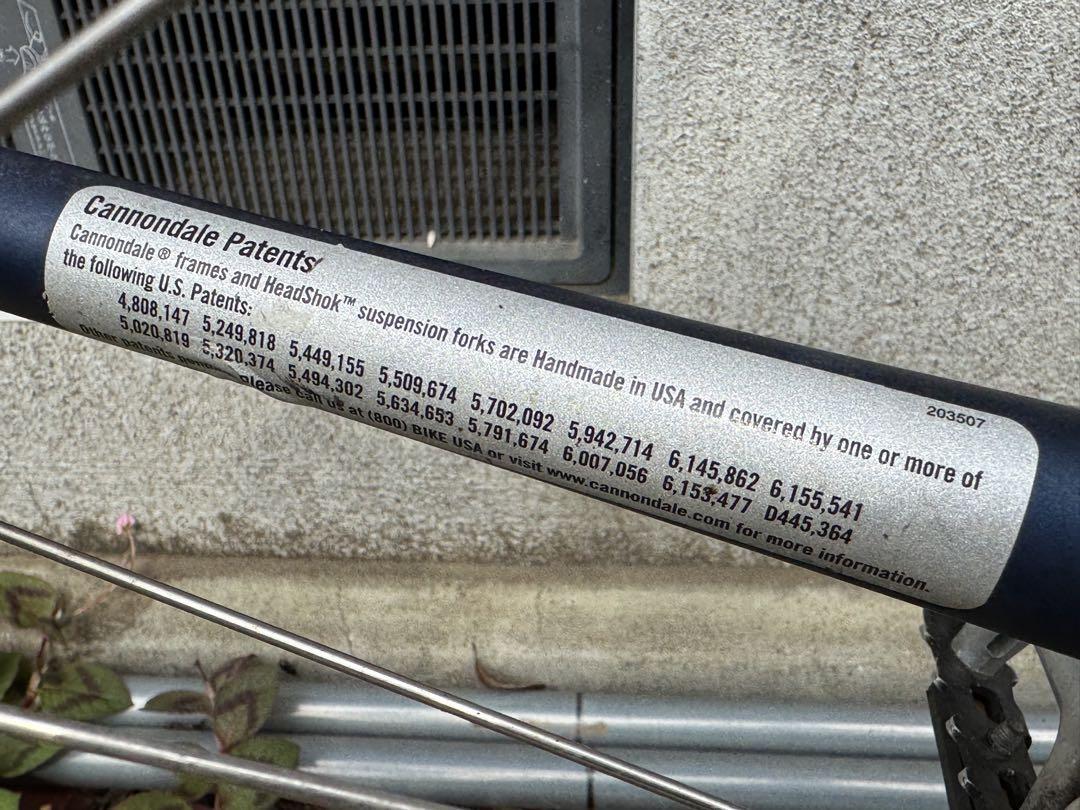 Cannondale Patents
203507
Cannondale® frames and HeadShok™ suspension forks are Handmade in USA and covered by one or more of
the following U.S. Patents:
4,808,147 5,249,818 5,449,155 5,509,674 5,702,092 5,942,714 6,145,862 6,155,541
5,020,819 5,320,374 5,494,302 5,634,653 5,791,674 6,007,056 6,153,477 D445,364
Other patents Please call us at (800) BIKE USA or visit www.cannondale.com for more information.